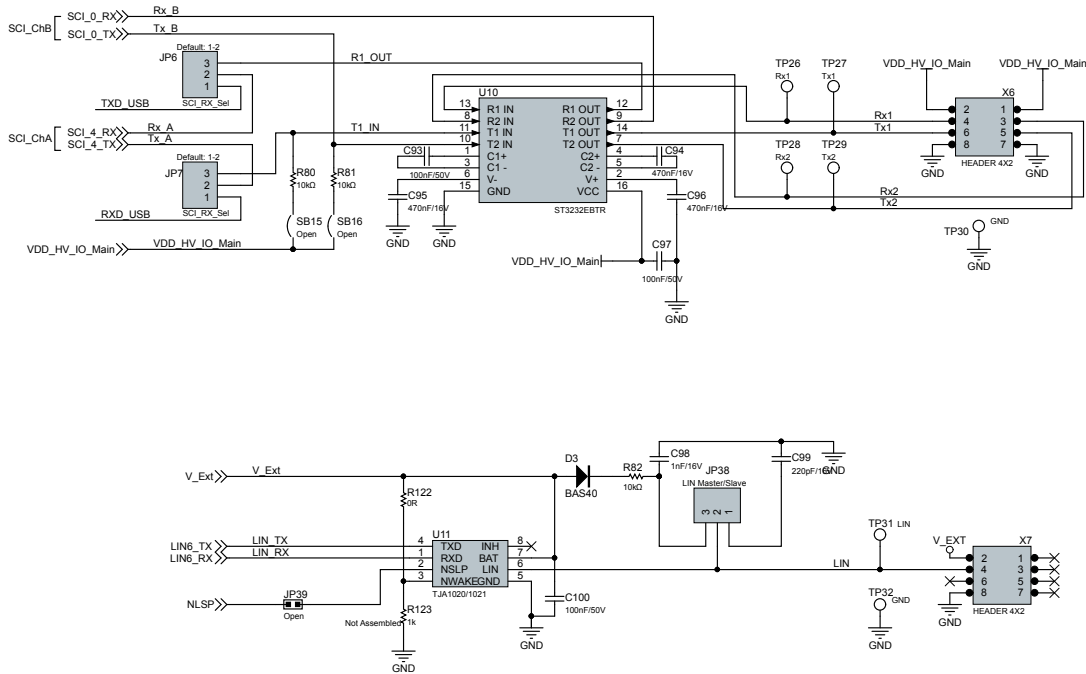 SCI_ChB
SCI_0_RX
Rx_B
SCI_0_TX
Tx_B
Default: 1-2
JP6
3
2
1
SCI_RX_Sel
R1_OUT
TXD_USB
SCI_ChA
SCI_4_RX
Rx_A
SCI_4_TX
Tx_A
T1_IN
Default: 1-2
JP7
3
2
1
SCI_RX_Sel
RXD_USB
VDD_HV_IO_Main
VDD_HV_IO_Main
R80
10kΩ
R81
10kΩ
SB15
Open
SB16
Open
U10
13 R1 IN R1 OUT 12
8 R2 IN R2 OUT 9
11 T1 IN T1 OUT 14
10 T2 IN T2 OUT 7
1 C1+ C2+ 4
3 C1 - C2 - 5
6 V- V+ 2
15 GND VCC 16
ST3232EBTR
C93
100nF/50V
C95
470nF/16V
GND
GND
C94
470nF/16V
C96
470nF/16V
VDD_HV_IO_Main
C97
100nF/50V
GND
TP26
Rx1
TP27
Tx1
Rx1
Tx1
TP28
Rx2
TP29
Tx2
Rx2
Tx2
VDD_HV_IO_Main
VDD_HV_IO_Main
X6
2 1
4 3
6 5
8 7
GND
GND
HEADER 4X2
TP30
GND
GND
V_Ext
V_Ext
R122
0R
D3
BAS40
R82
10kΩ
C98
1nF/16V
C99
220pF/16V
GND
JP38
LIN Master/Slave
3 2 1
LIN6_TX
LIN_TX
LIN6_RX
LIN_RX
U11
4 TXD INH 8
1 RXD BAT 7
2 NSLP LIN 6
3 NWAKE GND 5
TJA1020/1021
NLSP
JP39
Open
R123
1k
Not Assembled
GND
C100
100nF/50V
GND
LIN
TP31
LIN
TP32
GND
GND
V_EXT
X7
2 1
4 3
6 5
8 7
GND
HEADER 4X2